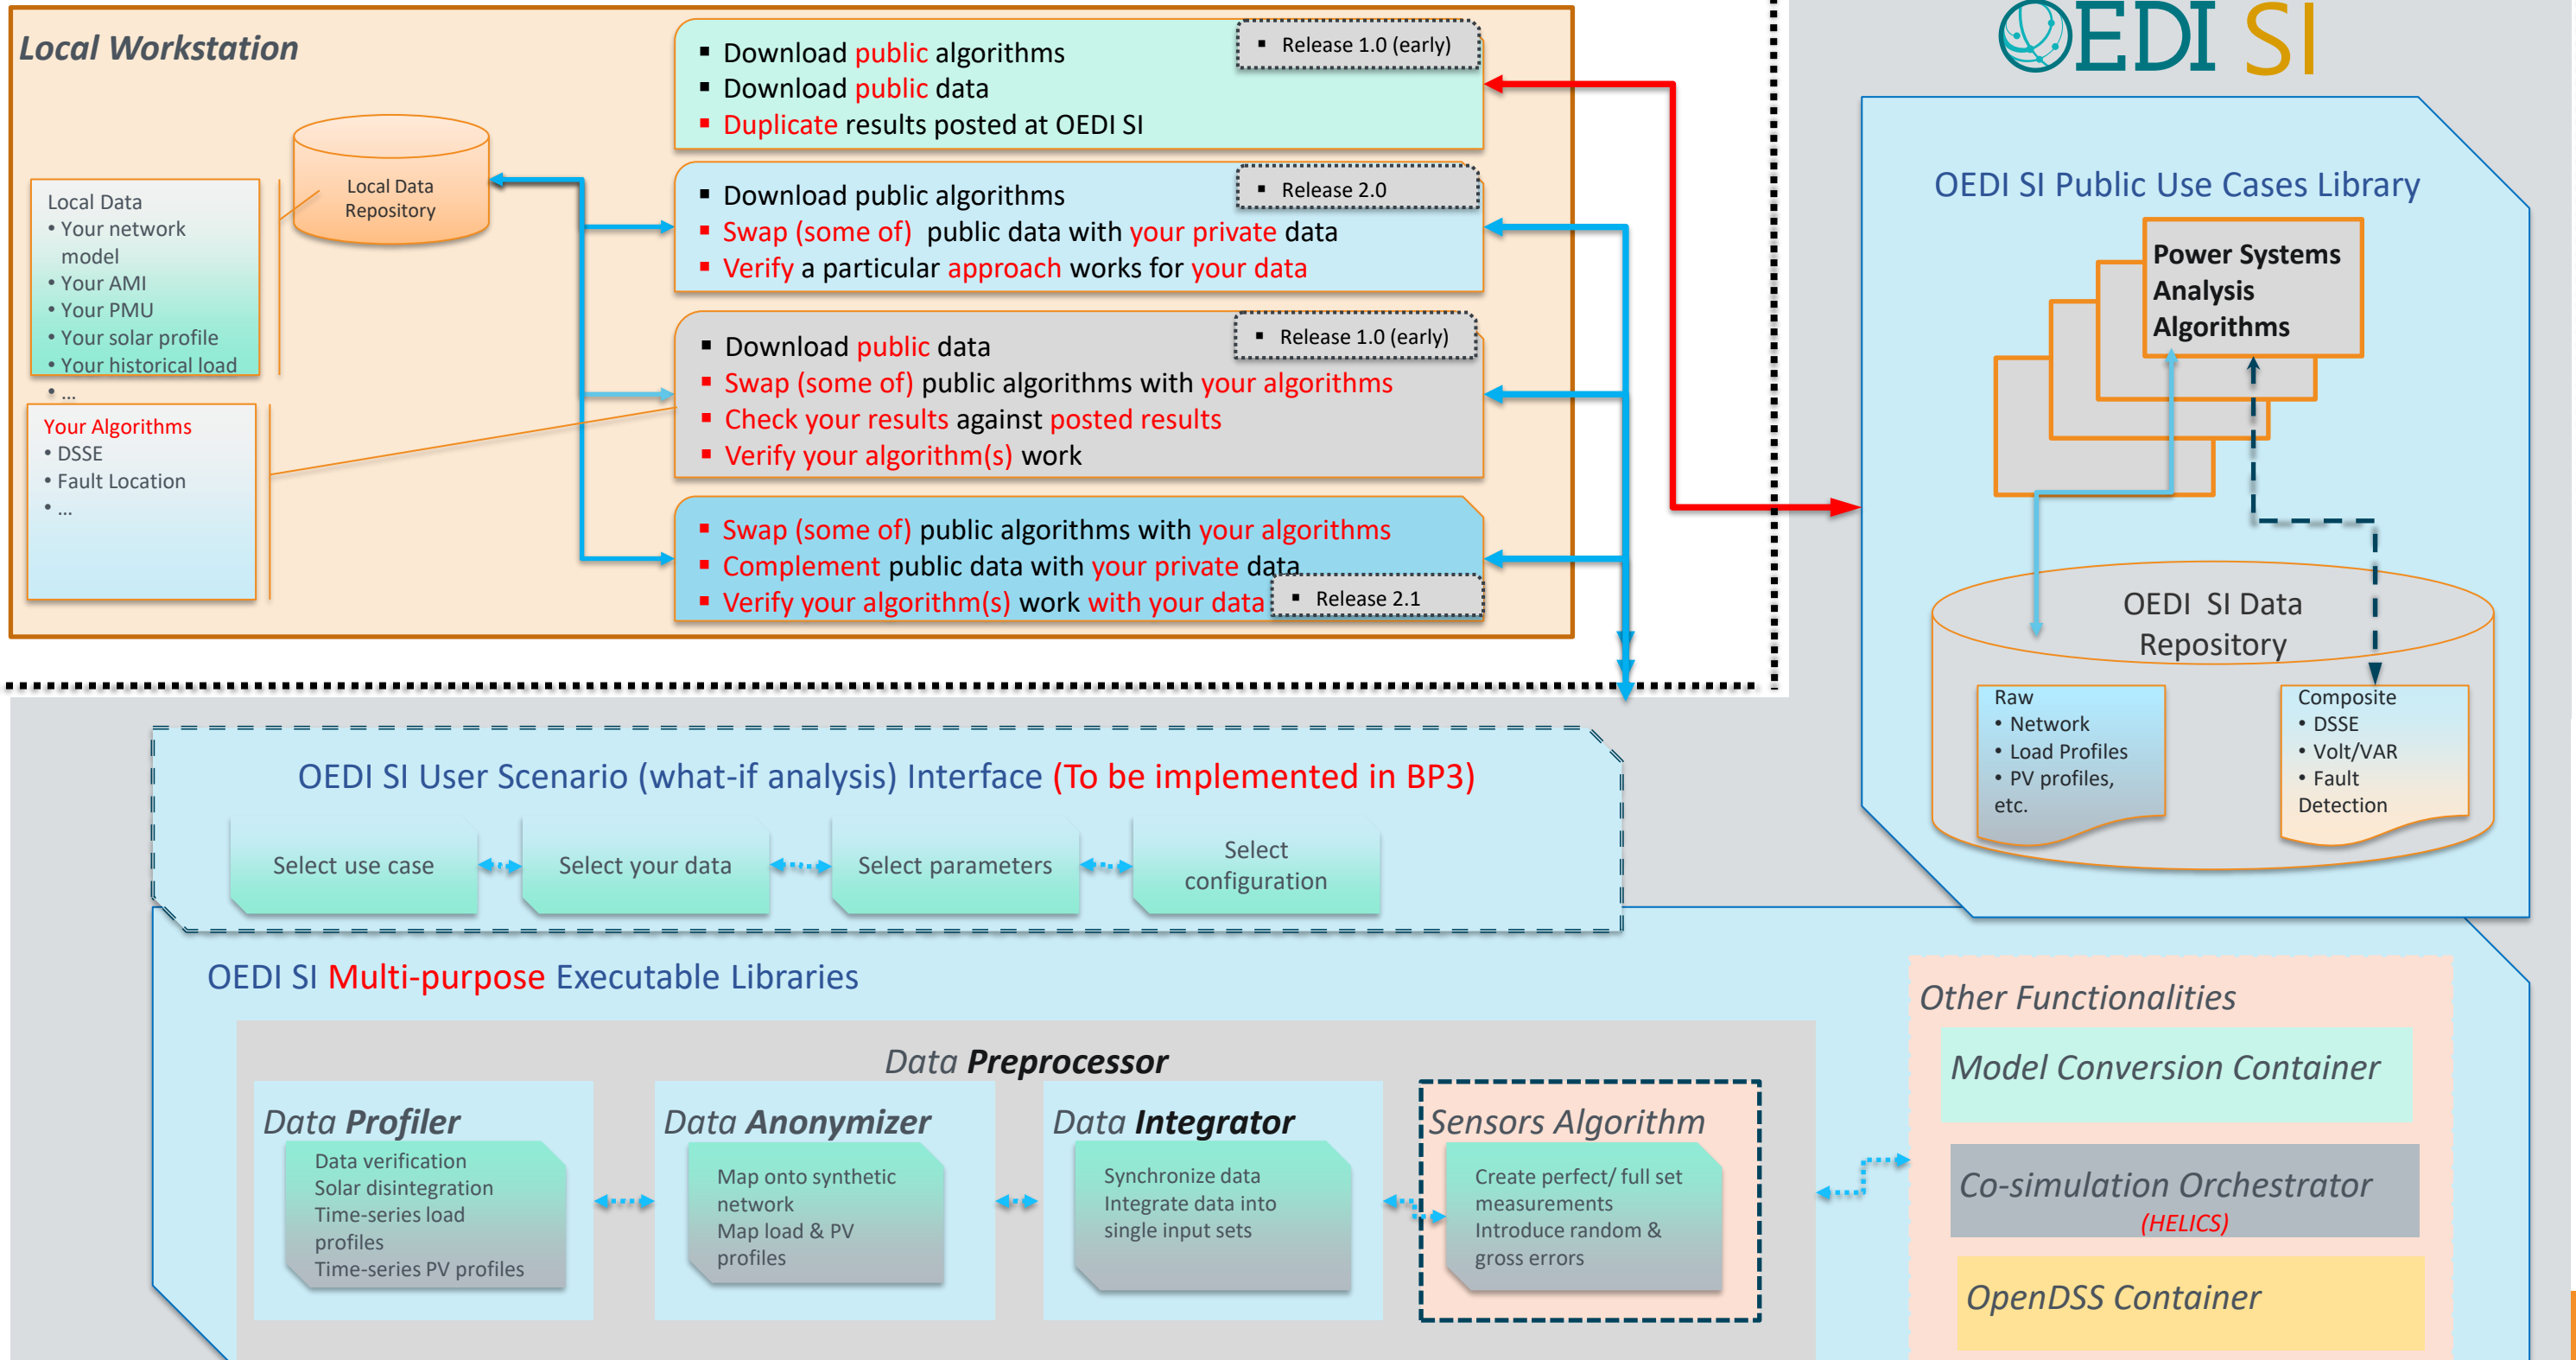 Local Workstation
▪ Download public algorithms
▪ Download public data
▪ Duplicate results posted at OEDI SI
▪ Release 1.0 (early)
▪ Download public algorithms
▪ Swap (some of) public data with your private data
▪ Verify a particular approach works for your data
▪ Release 2.0
▪ Download public data
▪ Swap (some of) public algorithms with your algorithms
▪ Check your results against posted results
▪ Verify your algorithm(s) work
▪ Release 1.0 (early)
▪ Swap (some of) public algorithms with your algorithms
▪ Complement public data with your private data
▪ Verify your algorithm(s) work with your data
▪ Release 2.1
Local Data
Repository
Local Data
• Your network
model
• Your AMI
• Your PMU
• Your solar profile
• Your historical load
• ...
Your Algorithms
• DSSE
• Fault Location
• ...
OEDI SI
OEDI SI Public Use Cases Library
Power Systems
Analysis
Algorithms
OEDI SI Data
Repository
Raw
• Network
• Load Profiles
• PV profiles,
etc.
Composite
• DSSE
• Volt/VAR
• Fault
Detection
OEDI SI User Scenario (what-if analysis) Interface (To be implemented in BP3)
Select use case
Select your data
Select parameters
Select
configuration
OEDI SI Multi-purpose Executable Libraries
Data Preprocessor
Data Profiler
Data verification
Solar disintegration
Time-series load
profiles
Time-series PV profiles
Data Anonymizer
Map onto synthetic
network
Map load & PV
profiles
Data Integrator
Synchronize data
Integrate data into
single input sets
Sensors Algorithm
Create perfect/ full set
measurements
Introduce random &
gross errors
Other Functionalities
Model Conversion Container
Co-simulation Orchestrator
(HELICS)
OpenDSS Container